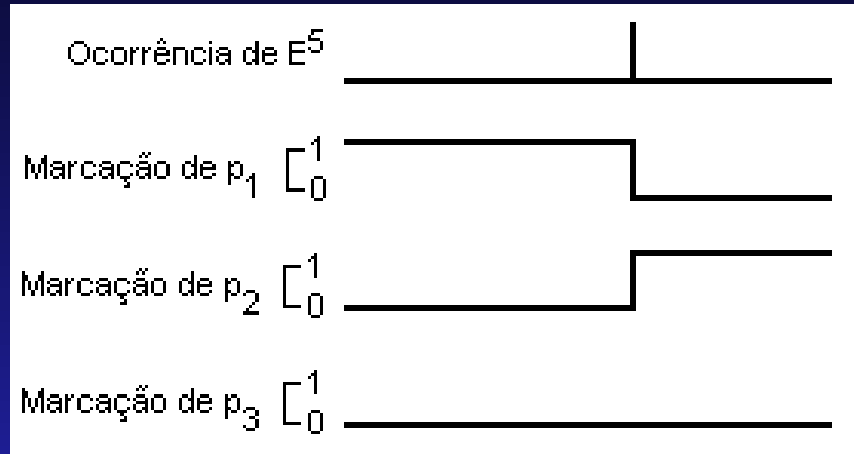 Ocorrência de E5
Marcação de p1 1 0
Marcação de p2 1 0
Marcação de p3 1 0